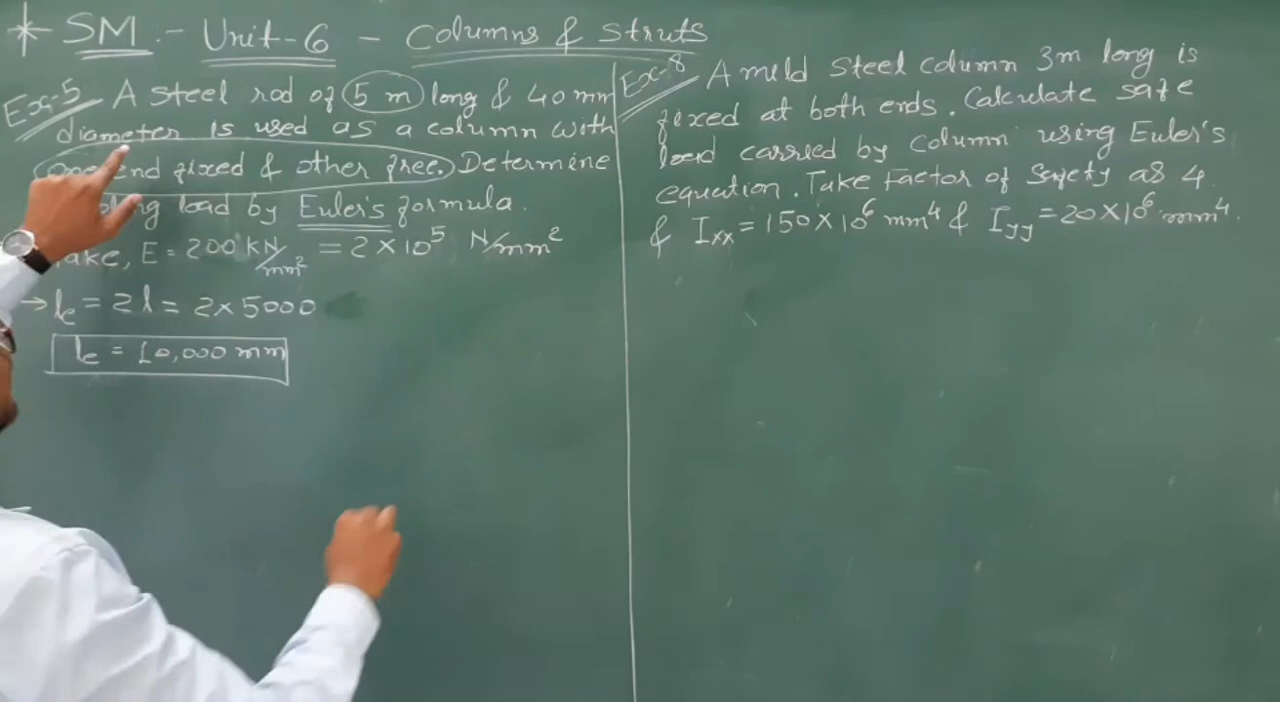 * SM.- Unit-6 - Columns & Struts
Ex-5 A steel rod of 5 m long & 40 mm
diameter is used as a column with
end fixed & other free. Determine
load by Euler's formula.
E = 200 kN/mm² = 2 × 10⁵ N/mm²
→ le = 2l = 2 × 5000
le = 10,000 mm
Ex-8 A mild steel column 3m long is
fixed at both ends. Calculate safe
load carried by column using Euler's
equation. Take Factor of Safety as 4
& Ixx = 150 × 10⁶ mm⁴ & Iyy = 20 × 10⁶ mm⁴.